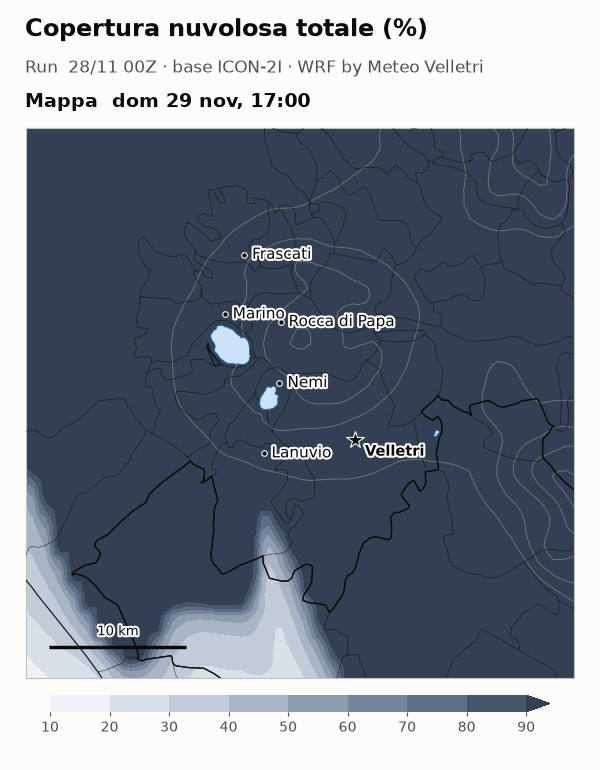 Copertura nuvolosa totale (%)
Run  28/11 00Z · base ICON-2I · WRF by Meteo Velletri
Mappa  dom 29 nov, 17:00
Frascati
Marino
Rocca di Papa
Nemi
Velletri
Lanuvio
10 km
10 20 30 40 50 60 70 80 90